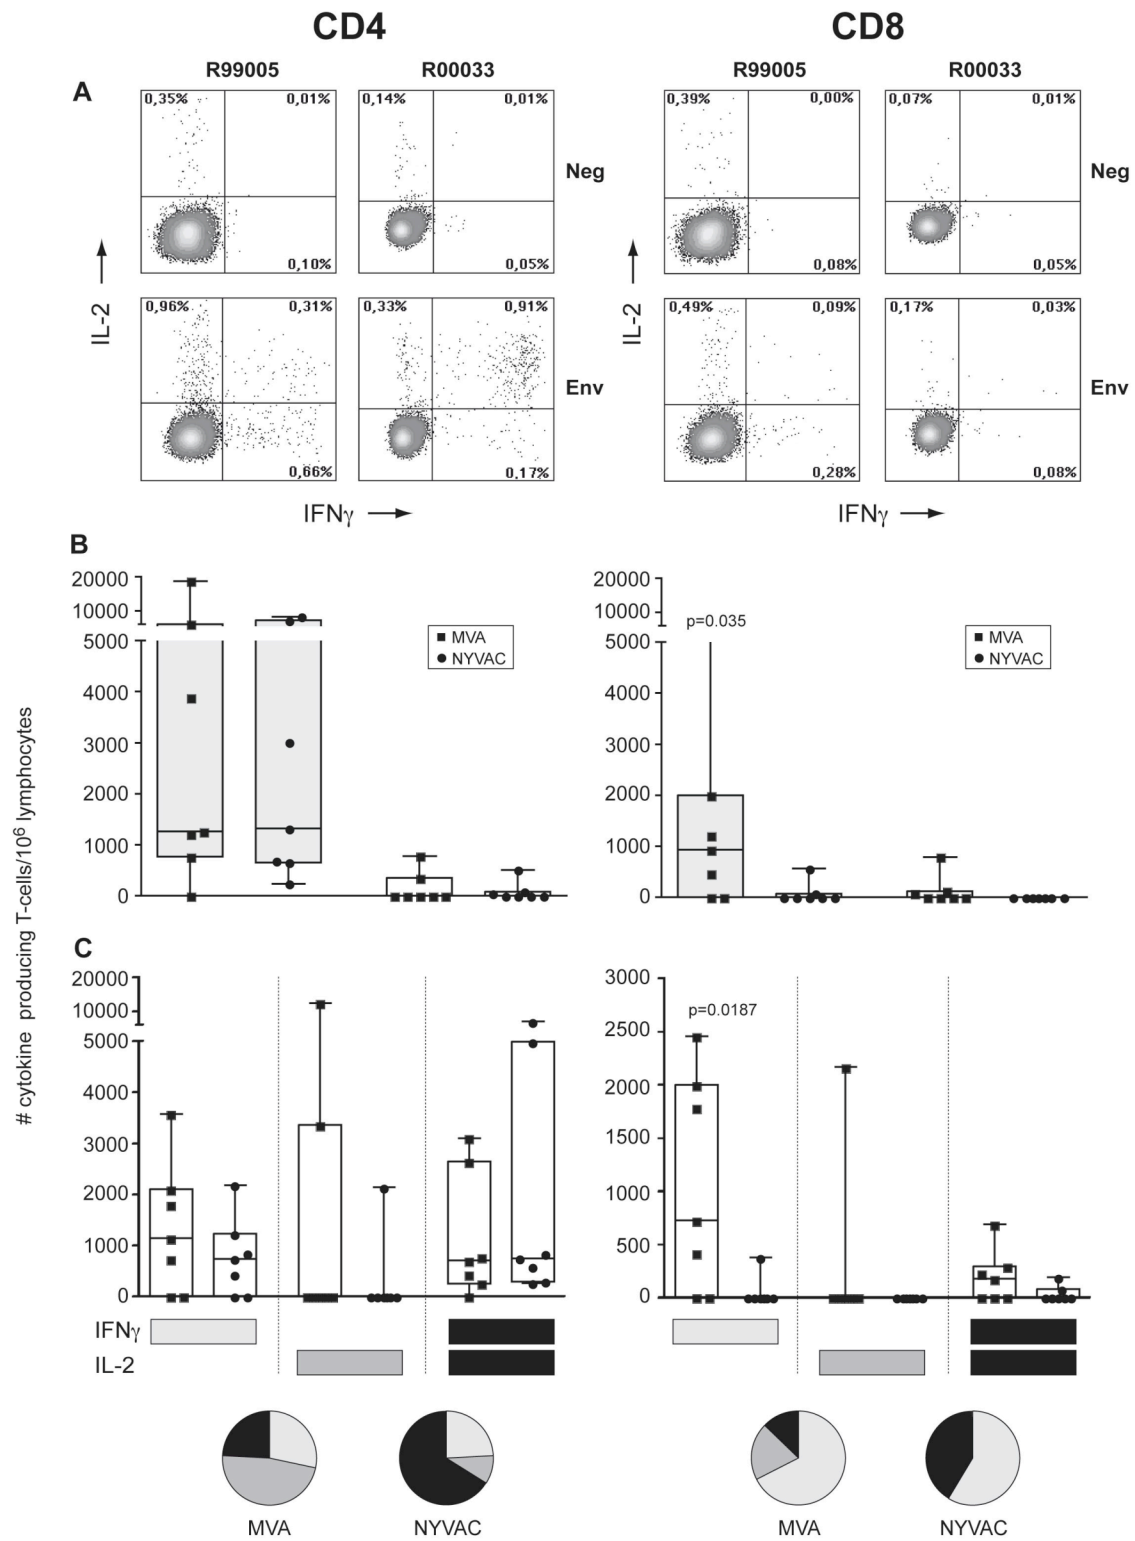 CD4 CD8
R99005 R00033 R99005 R00033
A
0,35% 0,01% 0,14% 0,01% 0,39% 0,00% 0,07% 0,01%
Neg Neg
0,10% 0,05% 0,08% 0,05%
IL-2 IL-2
0,96% 0,31% 0,33% 0,91% 0,49% 0,09% 0,17% 0,03%
Env Env
0,66% 0,17% 0,28% 0,08%
IFNγ IFNγ
B
# cytokine producing T-cells/10⁶ lymphocytes
20000 20000
10000 10000
p=0.035
5000 5000
MVA MVA
NYVAC NYVAC
4000 4000
3000 3000
2000 2000
1000 1000
0 0
C
20000 3000
10000
p=0.0187
5000 2500
4000 2000
3000 1500
2000 1000
1000 500
0 0
IFNγ
IL-2
MVA NYVAC MVA NYVAC